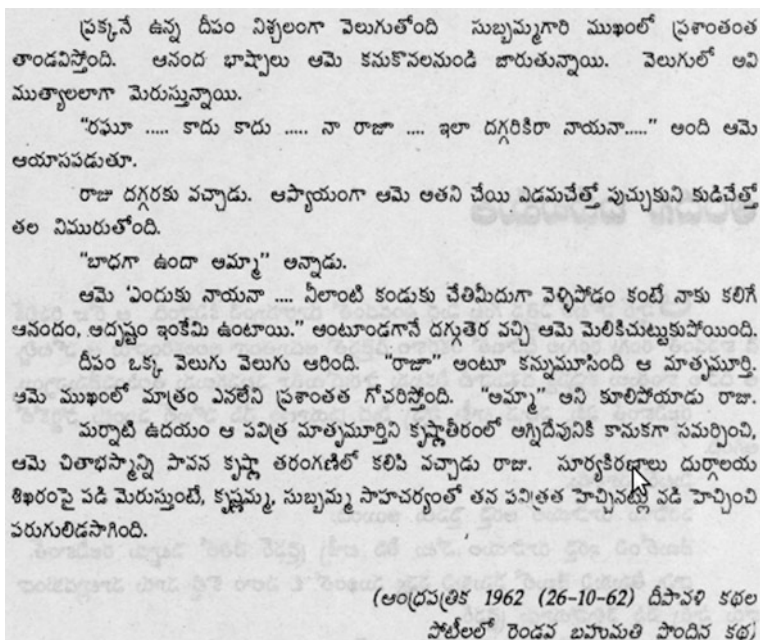 ప్రక్కనే ఉన్న దీపం నిశ్చలంగా వెలుగుతోంది సుబ్బమ్మగారి ముఖంలో ప్రశాంతంత
తాండవిస్తోంది. ఆనంద భాష్పాలు ఆమె కనుకొనలనుండి జారుతున్నాయి. వెలుగులో అవి
ముత్యాలలాగా మెరుస్తున్నాయి.
"రఘూ ..... కాదు కాదు ..... నా రాజూ .... ఇలా దగ్గరికిరా నాయనా....." అంది ఆమె
ఆయాసపడుతూ.
రాజు దగ్గరకు వచ్చాడు. ఆప్యాయంగా ఆమె అతని చేయి ఎడమచేత్తో పుచ్చుకుని కుడిచేత్తో
తల నిమురుతోంది.
"బాధగా ఉందా అమ్మా" అన్నాడు.
ఆమె 'ఎందుకు నాయనా .... నీలాంటి కండుకు చేతిమీదుగా వెళ్ళిపోడం కంటే నాకు కలిగే
ఆనందం, ఆదృష్టం ఇంకేమి ఉంటాయి." అంటూండగానే దగ్గుతెర వచ్చి ఆమె మెలికిచుట్టుకుపోయింది.
దీపం ఒక్క వెలుగు వెలుగు ఆరింది. "రాజూ" అంటూ కన్నుమూసింది ఆ మాతృమూర్తి.
ఆమె ముఖంలో మాత్రం ఎనలేని ప్రశాంతత గోచరిస్తోంది. "అమ్మా" అని కూలిపోయాడు రాజు.
మర్నాటి ఉదయం ఆ పవిత్ర మాతృమూర్తిని కృష్ణాతీరంలో అగ్నిదేవునికి కానుకగా సమర్పించి,
ఆమె చితాభస్మాన్ని పావన కృష్ణా తరంగణిలో కలిపి వచ్చాడు రాజు. సూర్యకిరణాలు దుర్గాలయ
శిఖరంపై పడి మెరుస్తుంటే, కృష్ణమ్మ, సుబ్బమ్మ సాహచర్యంతో తన పవిత్రత హెచ్చినట్లు వడి హెచ్చించి
పరుగులిడసాగింది.
(ఆంధ్రపత్రిక 1962 (26-10-62) దీపావళి కథల
పోటీలలో రెండవ బహుమతి పొందిన కథ)